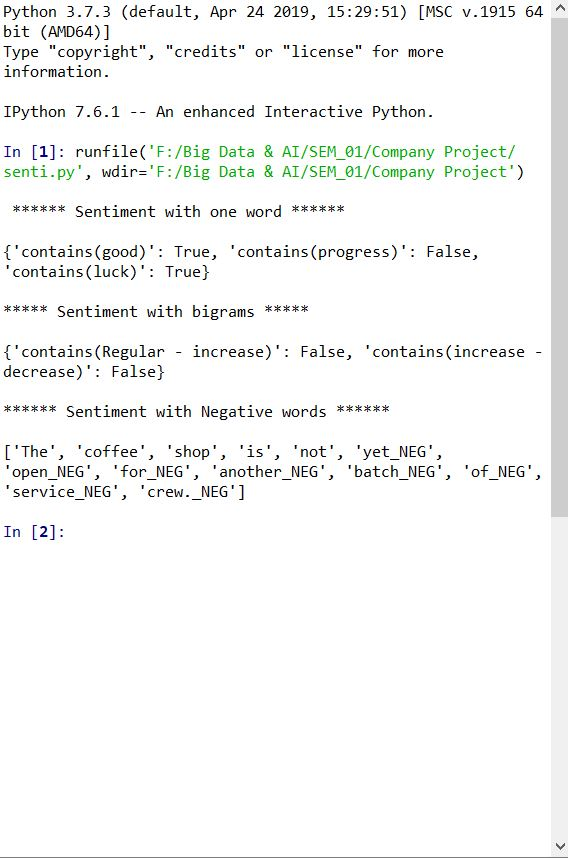 Python 3.7.3 (default, Apr 24 2019, 15:29:51) [MSC v.1915 64
bit (AMD64)]
Type "copyright", "credits" or "license" for more
information.
IPython 7.6.1 -- An enhanced Interactive Python.
In [1]: runfile('F:/Big Data & AI/SEM_01/Company Project/
senti.py', wdir='F:/Big Data & AI/SEM_01/Company Project')
****** Sentiment with one word ******
{'contains(good)': True, 'contains(progress)': False,
'contains(luck)': True}
***** Sentiment with bigrams *****
{'contains(Regular - increase)': False, 'contains(increase -
decrease)': False}
****** Sentiment with Negative words ******
['The', 'coffee', 'shop', 'is', 'not', 'yet_NEG',
'open_NEG', 'for_NEG', 'another_NEG', 'batch_NEG', 'of_NEG',
'service_NEG', 'crew._NEG']
In [2]: